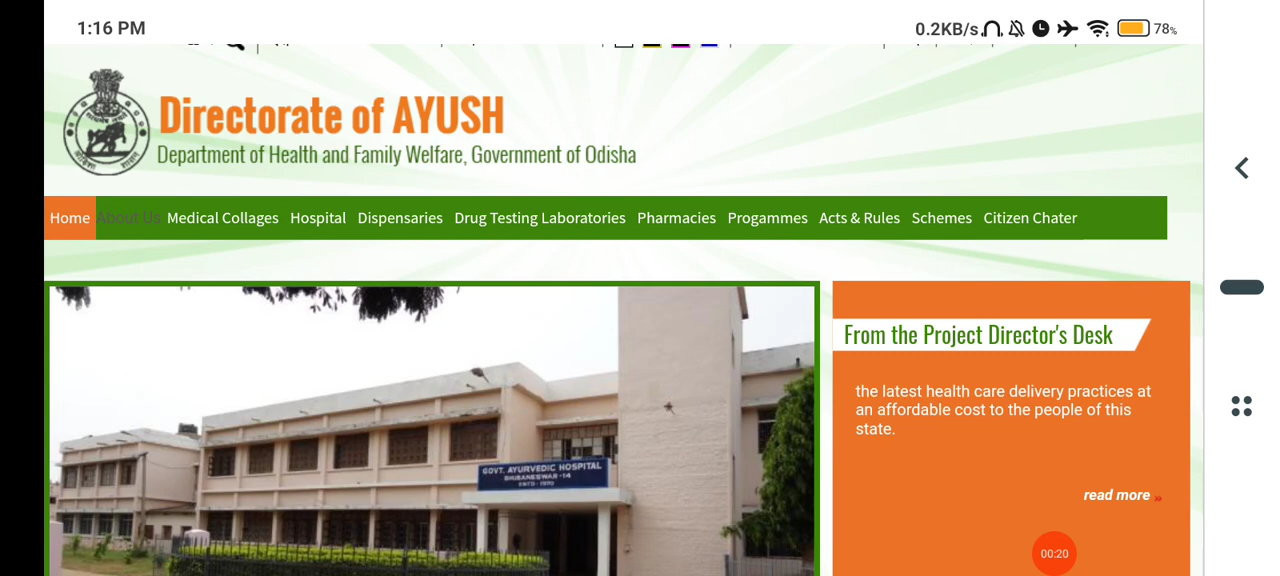 1:16 PM
0.2KB/s
78%
Directorate of AYUSH
Department of Health and Family Welfare, Government of Odisha
Home About Us Medical Collages Hospital Dispensaries Drug Testing Laboratories Pharmacies Progammes Acts & Rules Schemes Citizen Chater
GOVT. AYURVEDIC HOSPITAL
BHUBANESWAR-14
From the Project Director's Desk
the latest health care delivery practices at
an affordable cost to the people of this
state.
read more »
00:20